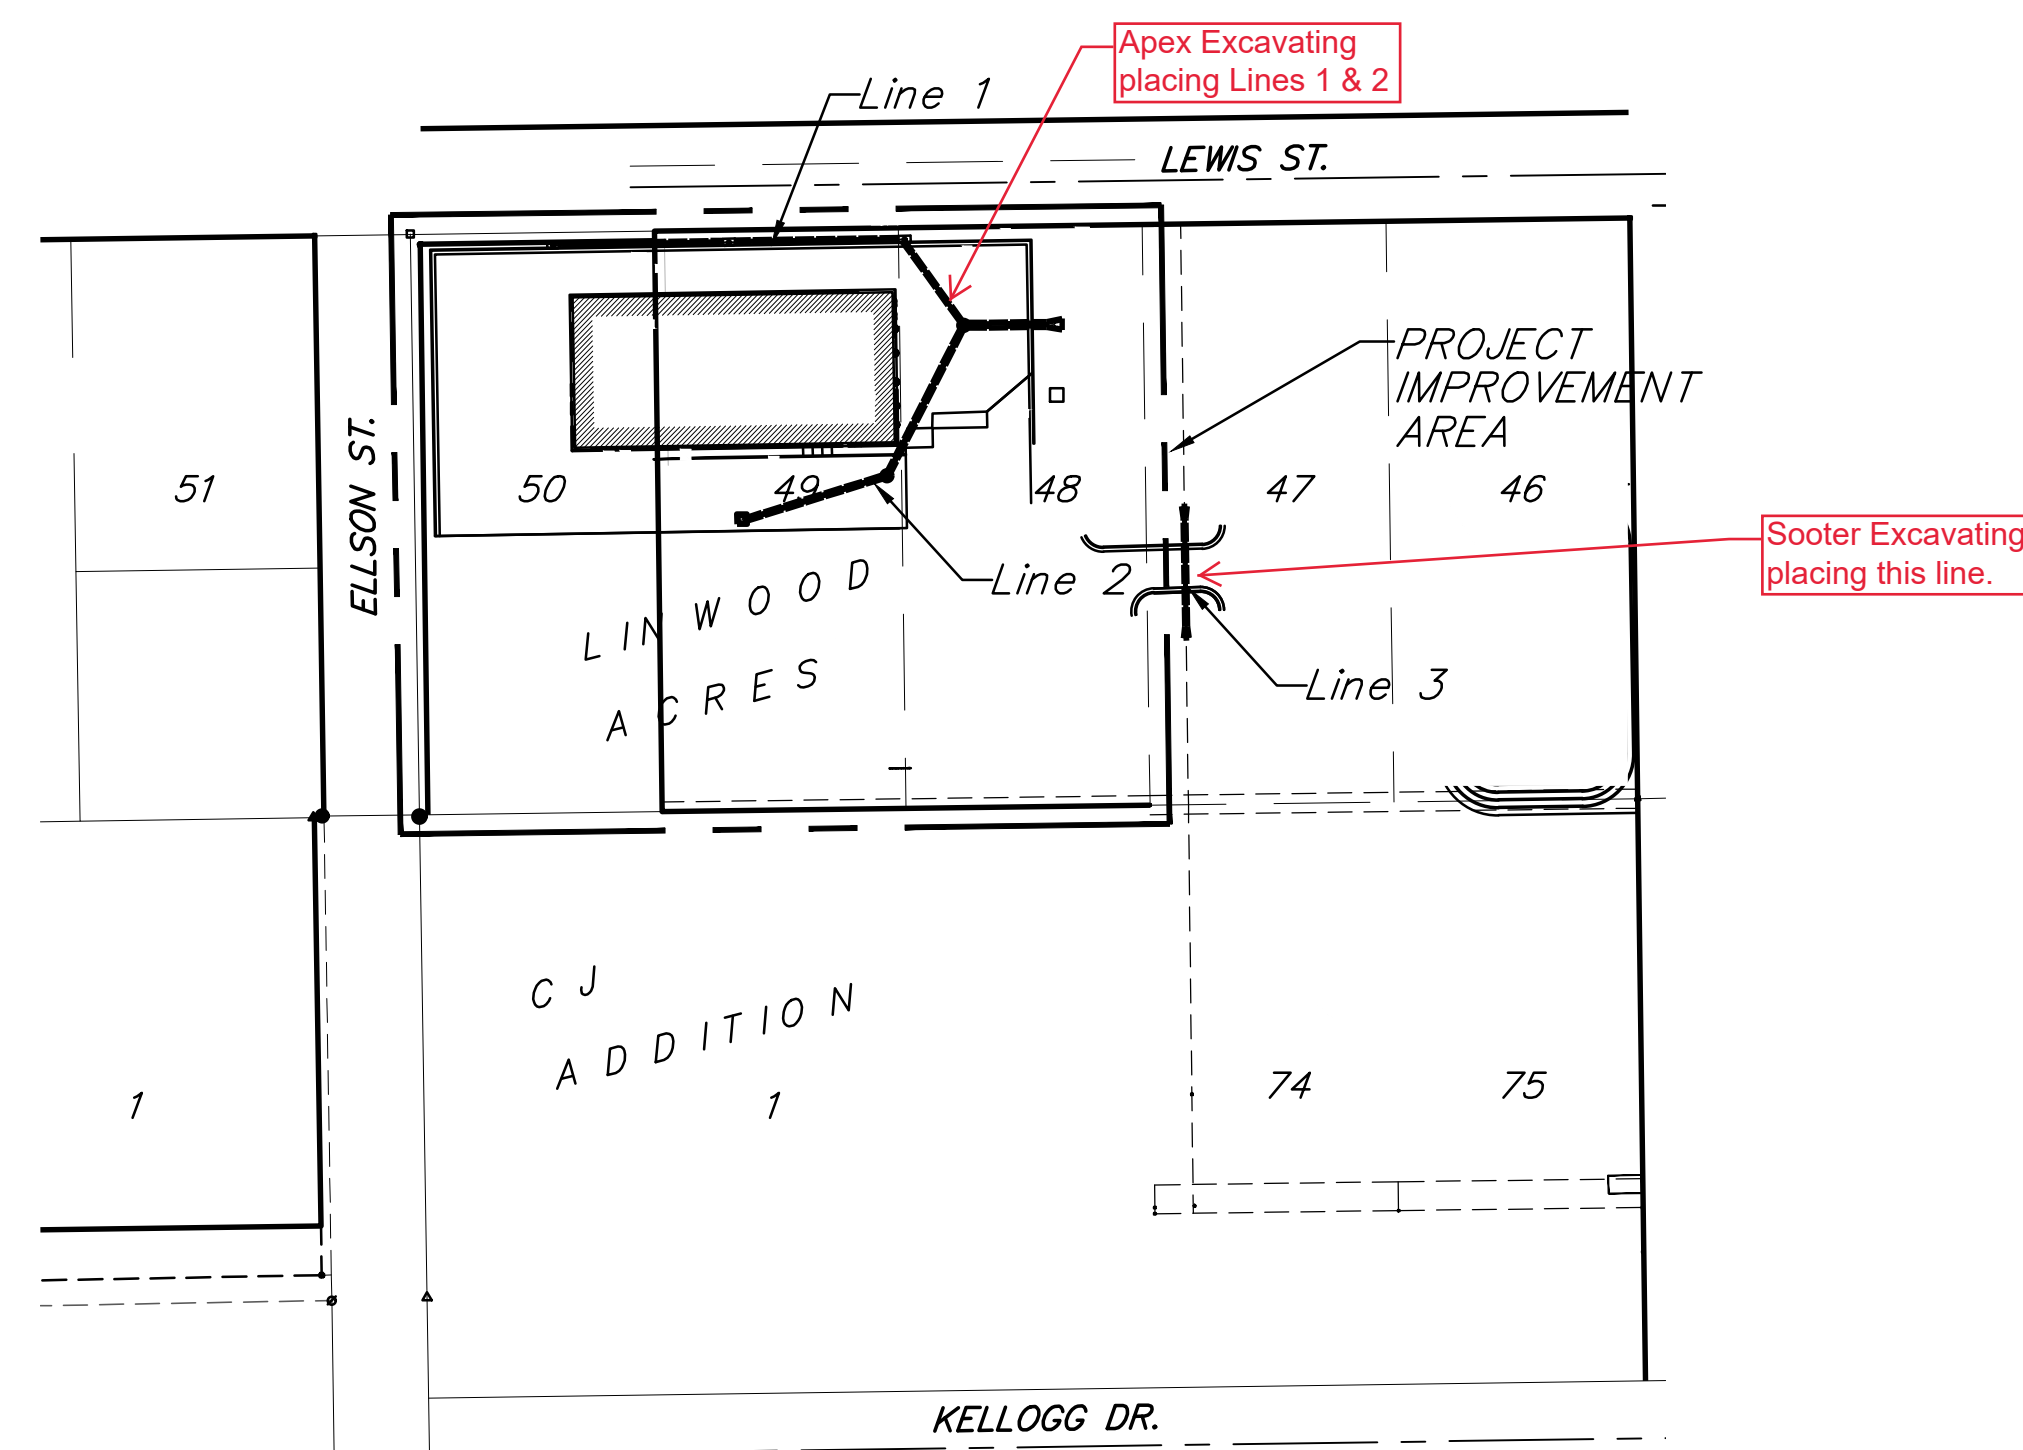 Apex Excavating
placing Lines 1 & 2
Line 1
LEWIS ST.
PROJECT
IMPROVEMENT
AREA
ELLSON ST.
51
50
49
48
47
46
Sooter Excavating
placing this line.
Line 2
LINWOOD
ACRES
Line 3
CJ
ADDITION
1
1
74
75
KELLOGG DR.